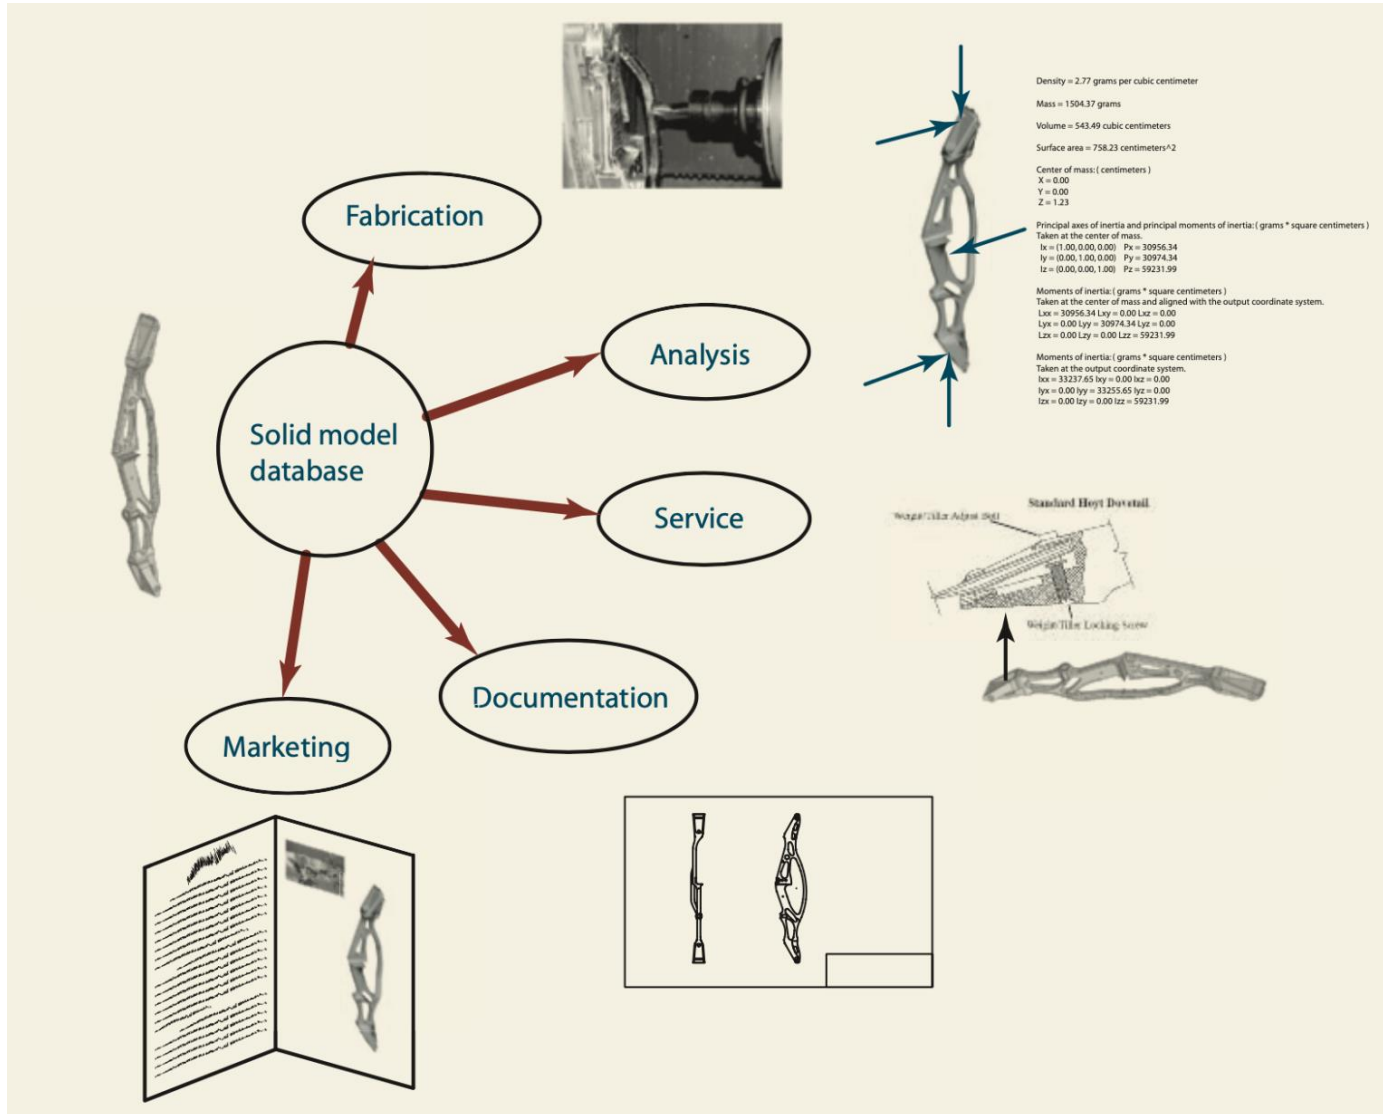 Fabrication
Analysis
Solid model
database
Service
Documentation
Marketing
Density = 2.77 grams per cubic centimeter
Mass = 1504.37 grams
Volume = 543.49 cubic centimeters
Surface area = 758.23 centimeters^2
Center of mass: ( centimeters )
X = 0.00
Y = 0.00
Z = 1.23
Principal axes of inertia and principal moments of inertia: ( grams * square centimeters )
Taken at the center of mass.
Ix = (1.00, 0.00, 0.00) Px = 30956.34
Iy = (0.00, 1.00, 0.00) Py = 30974.34
Iz = (0.00, 0.00, 1.00) Pz = 59231.99
Moments of inertia: ( grams * square centimeters )
Taken at the center of mass and aligned with the output coordinate system.
Lxx = 30956.34 Lxy = 0.00 Lxz = 0.00
Lyx = 0.00 Lyy = 30974.34 Lyz = 0.00
Lzx = 0.00 Lzy = 0.00 Lzz = 59231.99
Moments of inertia: ( grams * square centimeters )
Taken at the output coordinate system.
Ixx = 33237.65 Ixy = 0.00 Ixz = 0.00
Iyx = 0.00 Iyy = 33255.65 Iyz = 0.00
Izx = 0.00 Izy = 0.00 Izz = 59231.99
Standard Hoyt Dovetail
Weight/Tiller Adjust Bolt
Weight/Tiller Locking Screw